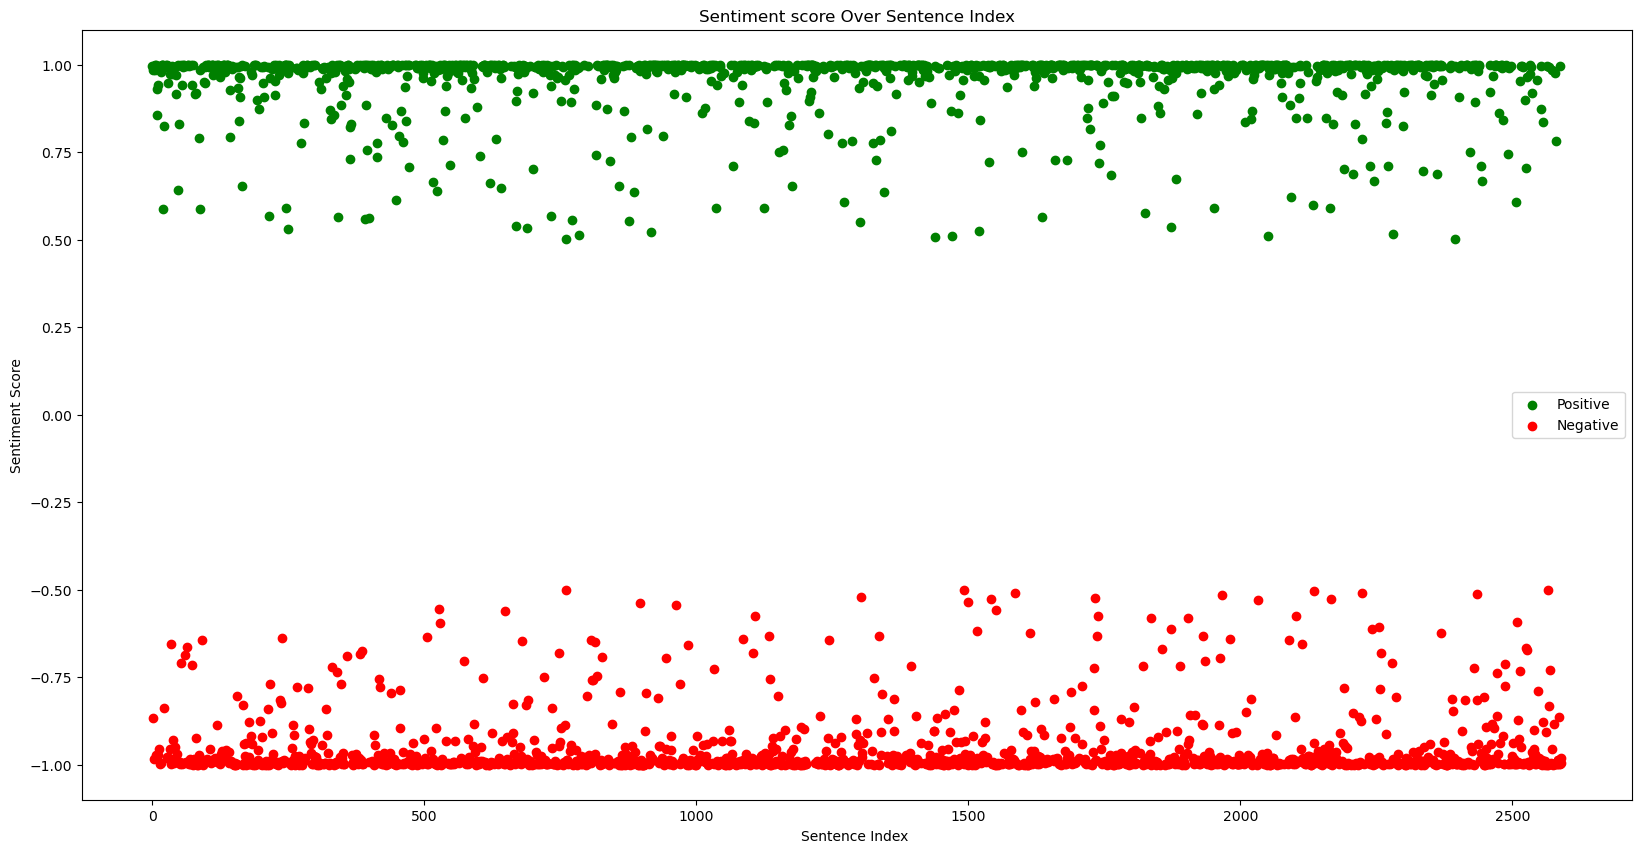 Sentiment score Over Sentence Index
1.00
0.75
0.50
0.25
0.00
−0.25
−0.50
−0.75
−1.00
Sentiment Score
Positive
Negative
0 500 1000 1500 2000 2500
Sentence Index